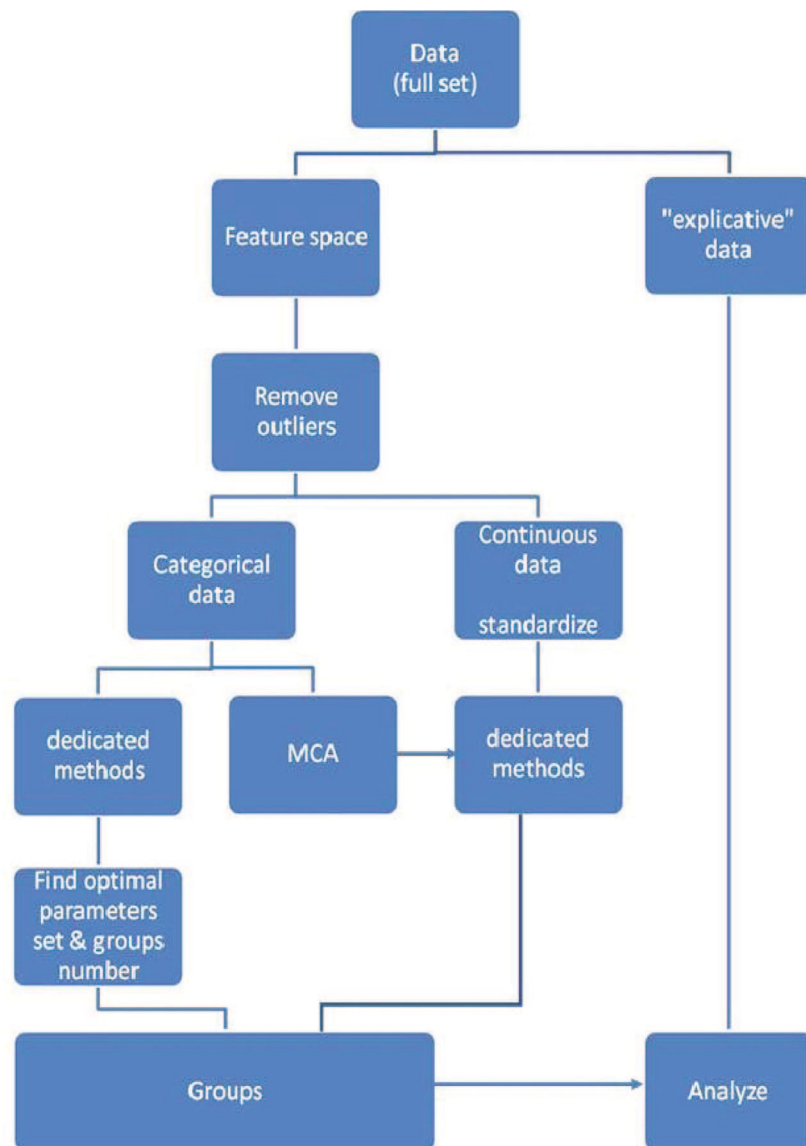 Data
(full set)
Feature space
"explicative"
data
Remove
outliers
Categorical
data
Continuous
data
standardize
dedicated
methods
MCA
dedicated
methods
Find optimal
parameters
set & groups
number
Groups
Analyze